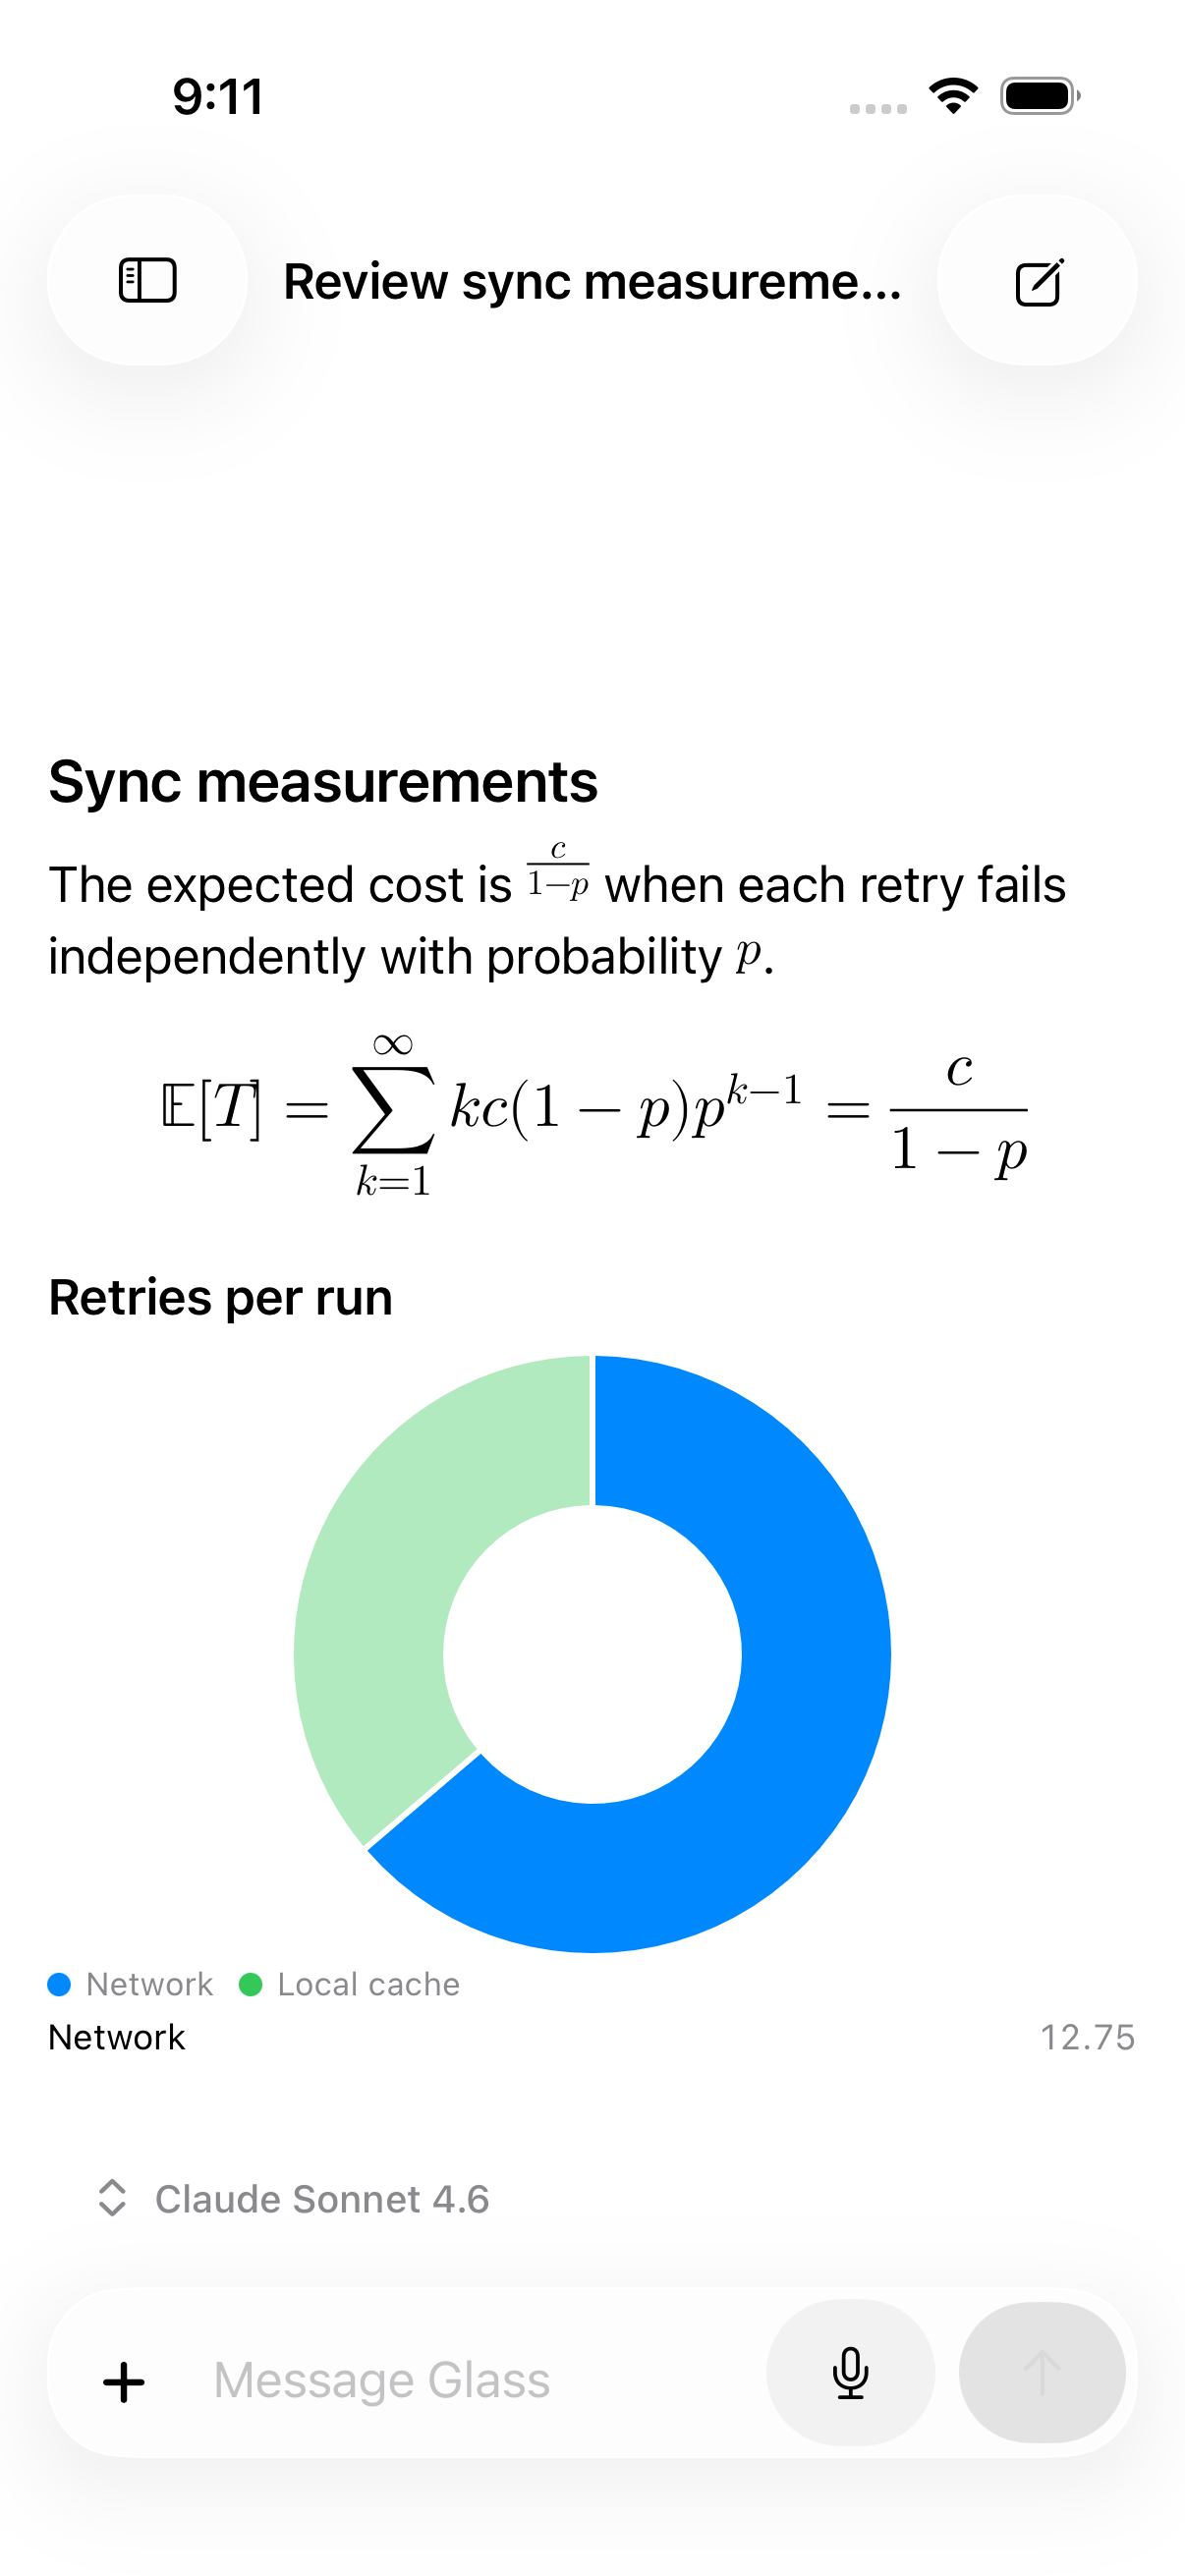 9:11
Review sync measureme...
Sync measurements
The expected cost is c/(1−p) when each retry fails
independently with probability p.
𝔼[T] = ∑_{k=1}^{∞} kc(1 − p)p^{k−1} = c/(1 − p)
Retries per run
Network Local cache
Network 12.75
Claude Sonnet 4.6
Message Glass